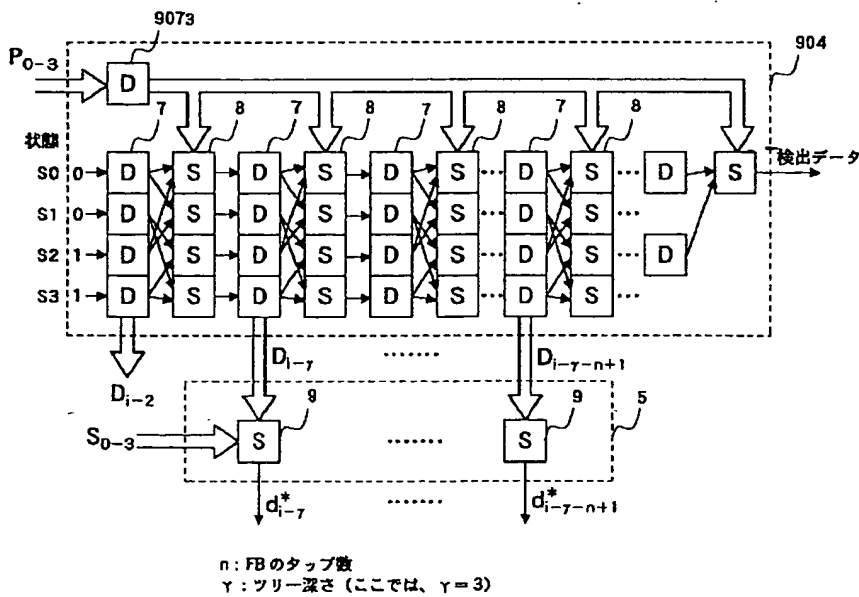 907₃
904
P₀₋₃
D
7 8 7 8 7 8 7 8
状態
検出データ
S0 0 D S D S D S D S … D S
S1 0 D S D S D S D S …
S2 1 D S D S D S D S … D
S3 1 D S D S D S D S …
Dᵢ₋₂
Dᵢ₋γ
·······
Dᵢ₋γ₋ₙ₊₁
9 9 5
S₀₋₃
S ······· S
d*ᵢ₋γ ······· d*ᵢ₋γ₋ₙ₊₁
n：FBのタップ数
γ：ツリー深さ（ここでは、γ＝3）